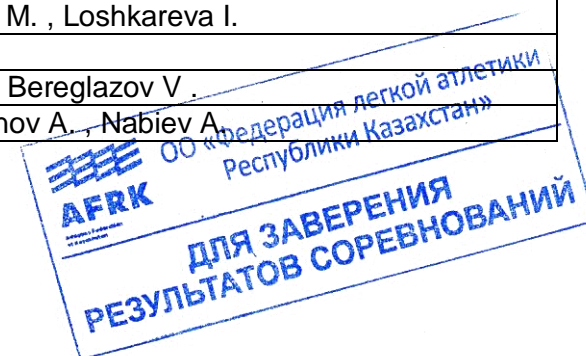 M. , Loshkareva I.
Bereglazov V .
nov A. , Nabiev A.
ОО «Федерация легкой атлетики
Республики Казахстан»
AFRK
ДЛЯ ЗАВЕРЕНИЯ
РЕЗУЛЬТАТОВ СОРЕВНОВАНИЙ